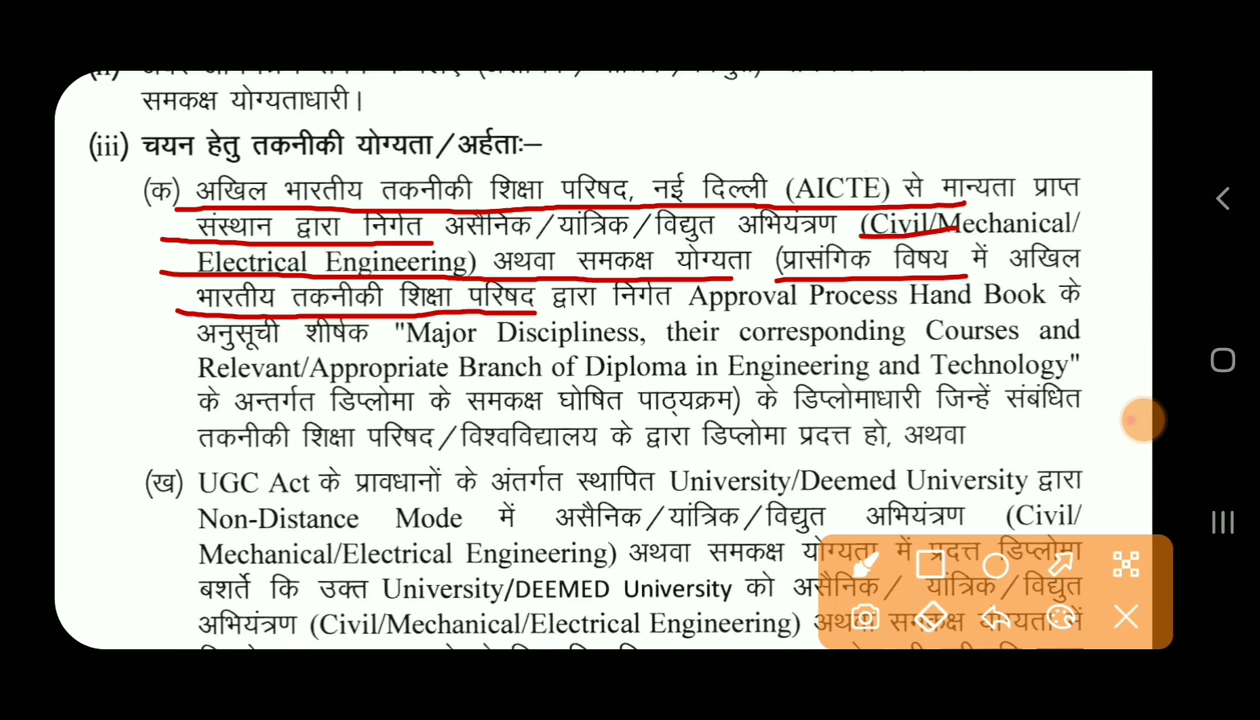 समकक्ष योग्यताधारी।
(iii) चयन हेतु तकनीकी योग्यता/अर्हताः–
(क) अखिल भारतीय तकनीकी शिक्षा परिषद, नई दिल्ली (AICTE) से मान्यता प्राप्त
संस्थान द्वारा निर्गत असैनिक/यांत्रिक/विद्युत अभियंत्रण (Civil/Mechanical/
Electrical Engineering) अथवा समकक्ष योग्यता (प्रासंगिक विषय में अखिल
भारतीय तकनीकी शिक्षा परिषद द्वारा निर्गत Approval Process Hand Book के
अनुसूची शीर्षक "Major Discipliness, their corresponding Courses and
Relevant/Appropriate Branch of Diploma in Engineering and Technology"
के अन्तर्गत डिप्लोमा के समकक्ष घोषित पाठ्यक्रम) के डिप्लोमाधारी जिन्हें संबंधित
तकनीकी शिक्षा परिषद/विश्वविद्यालय के द्वारा डिप्लोमा प्रदत्त हो, अथवा
(ख) UGC Act के प्रावधानों के अंतर्गत स्थापित University/Deemed University द्वारा
Non-Distance Mode में असैनिक/यांत्रिक/विद्युत अभियंत्रण (Civil/
Mechanical/Electrical Engineering) अथवा समकक्ष योग्यता में प्रदत्त डिप्लोमा
बशर्ते कि उक्त University/DEEMED University को असैनिक/ यांत्रिक/विद्युत
अभियंत्रण (Civil/Mechanical/Electrical Engineering) अथवा समकक्ष योग्यता में